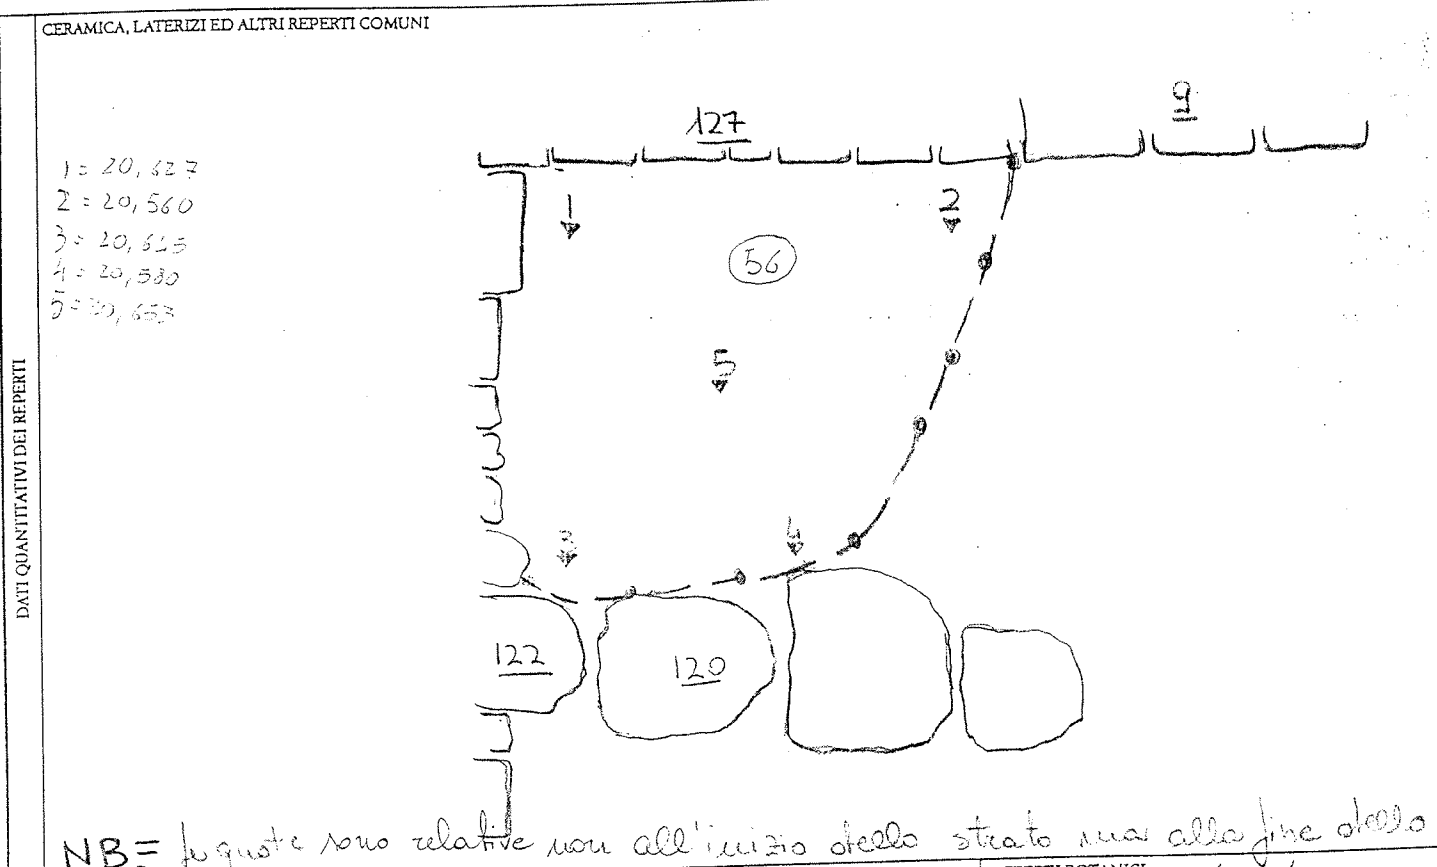 CERAMICA, LATERIZI ED ALTRI REPERTI COMUNI
DATI QUANTITATIVI DEI REPERTI
1 = 20,627
2 = 20,560
3 = 20,615
4 = 20,580
5 = 20,653
127
9
1
2
56
5
3
4
122
120
NB = le quote sono relative non all'inizio dello strato ma alla fine dello
REPERTI BOTANICI